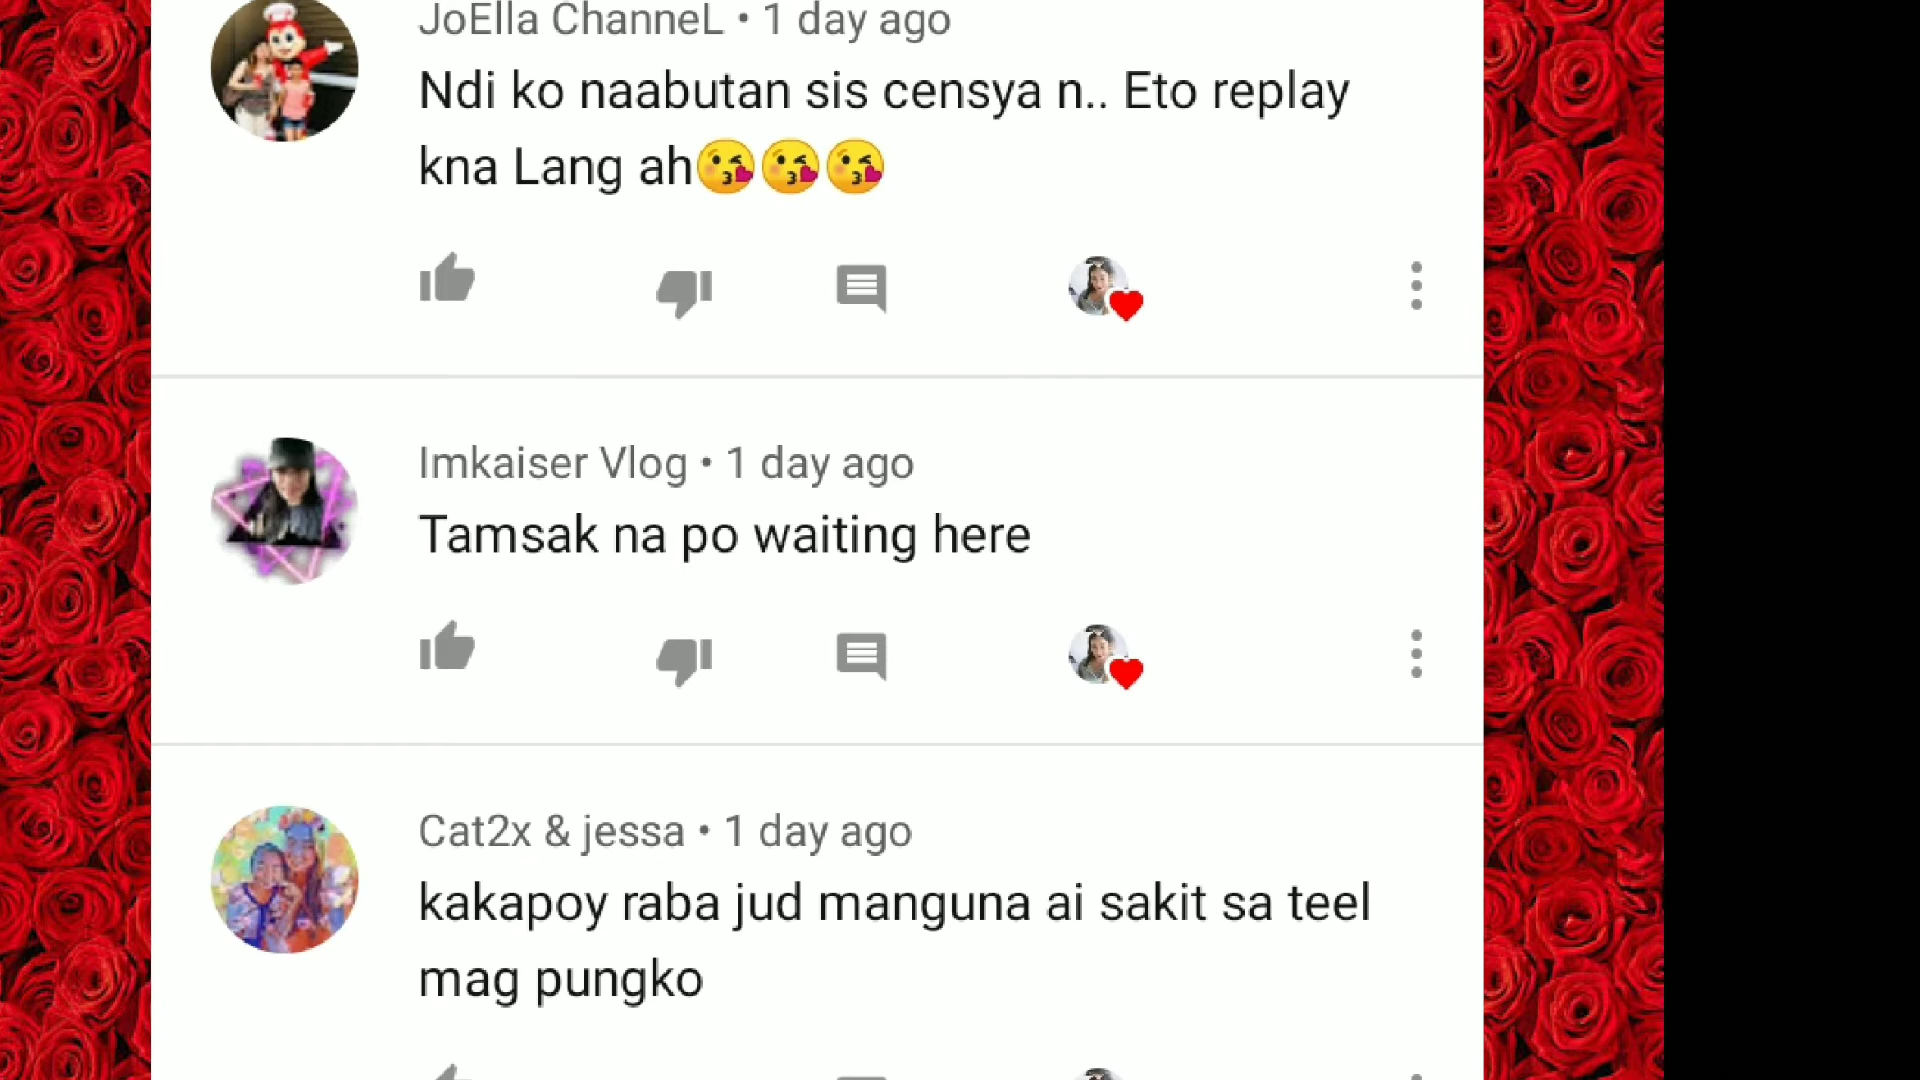 JoElla ChanneL • 1 day ago
Ndi ko naabutan sis censya n.. Eto replay
kna Lang ah😘😘😘
Imkaiser Vlog • 1 day ago
Tamsak na po waiting here
Cat2x & jessa • 1 day ago
kakapoy raba jud manguna ai sakit sa teel
mag pungko